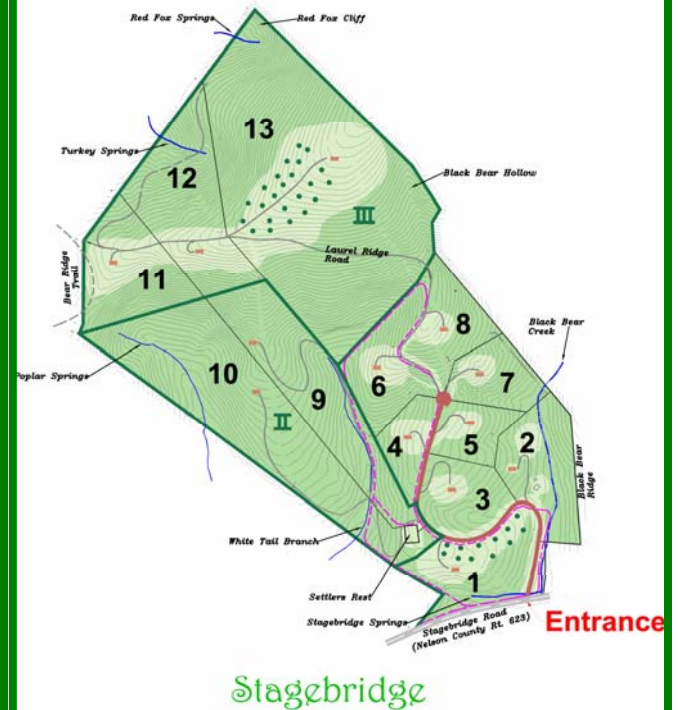 Red Fox Springs
Red Fox Cliff
13
Turkey Springs
12
Black Bear Hollow
III
Laurel Ridge
Road
Bear Ridge
Trail
11
8
Black Bear
Creek
Poplar Springs
10
9
6
7
II
4
5
2
3
Black Bear
Ridge
White Tail Branch
1
Settlers Rest
Stagebridge Springs
Stagebridge Road
(Nelson County Rt. 623)
Entrance
Stagebridge